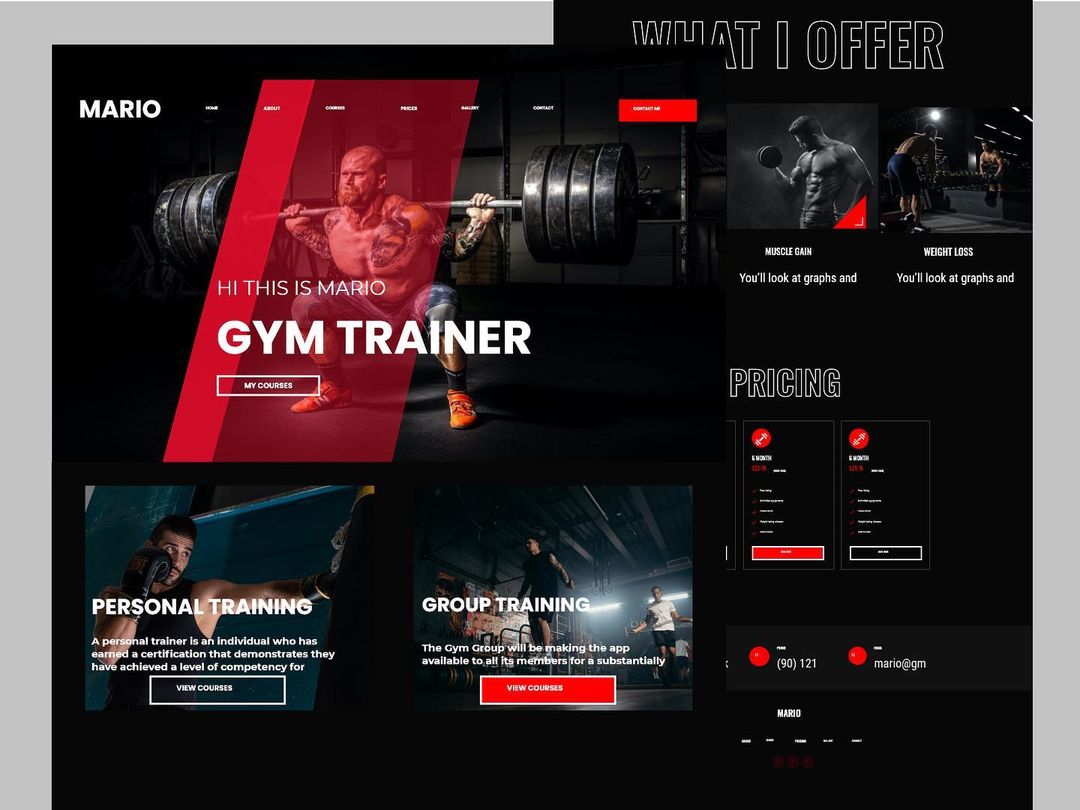 WHAT I OFFER
MARIO
HOME
ABOUT
COURSES
PRICES
GALLERY
CONTACT
CONTACT ME
HI THIS IS MARIO
GYM TRAINER
MY COURSES
MUSCLE GAIN
You'll look at graphs and
WEIGHT LOSS
You'll look at graphs and
PRICING
6 MONTH
6 MONTH
PERSONAL TRAINING
A personal trainer is an individual who has
earned a certification that demonstrates they
have achieved a level of competency for
VIEW COURSES
GROUP TRAINING
The Gym Group will be making the app
available to all its members for a substantially
VIEW COURSES
PHONE
(90) 121
EMAIL
mario@gm
MARIO
ABOUT
PRICING
GALLERY
CONTACT